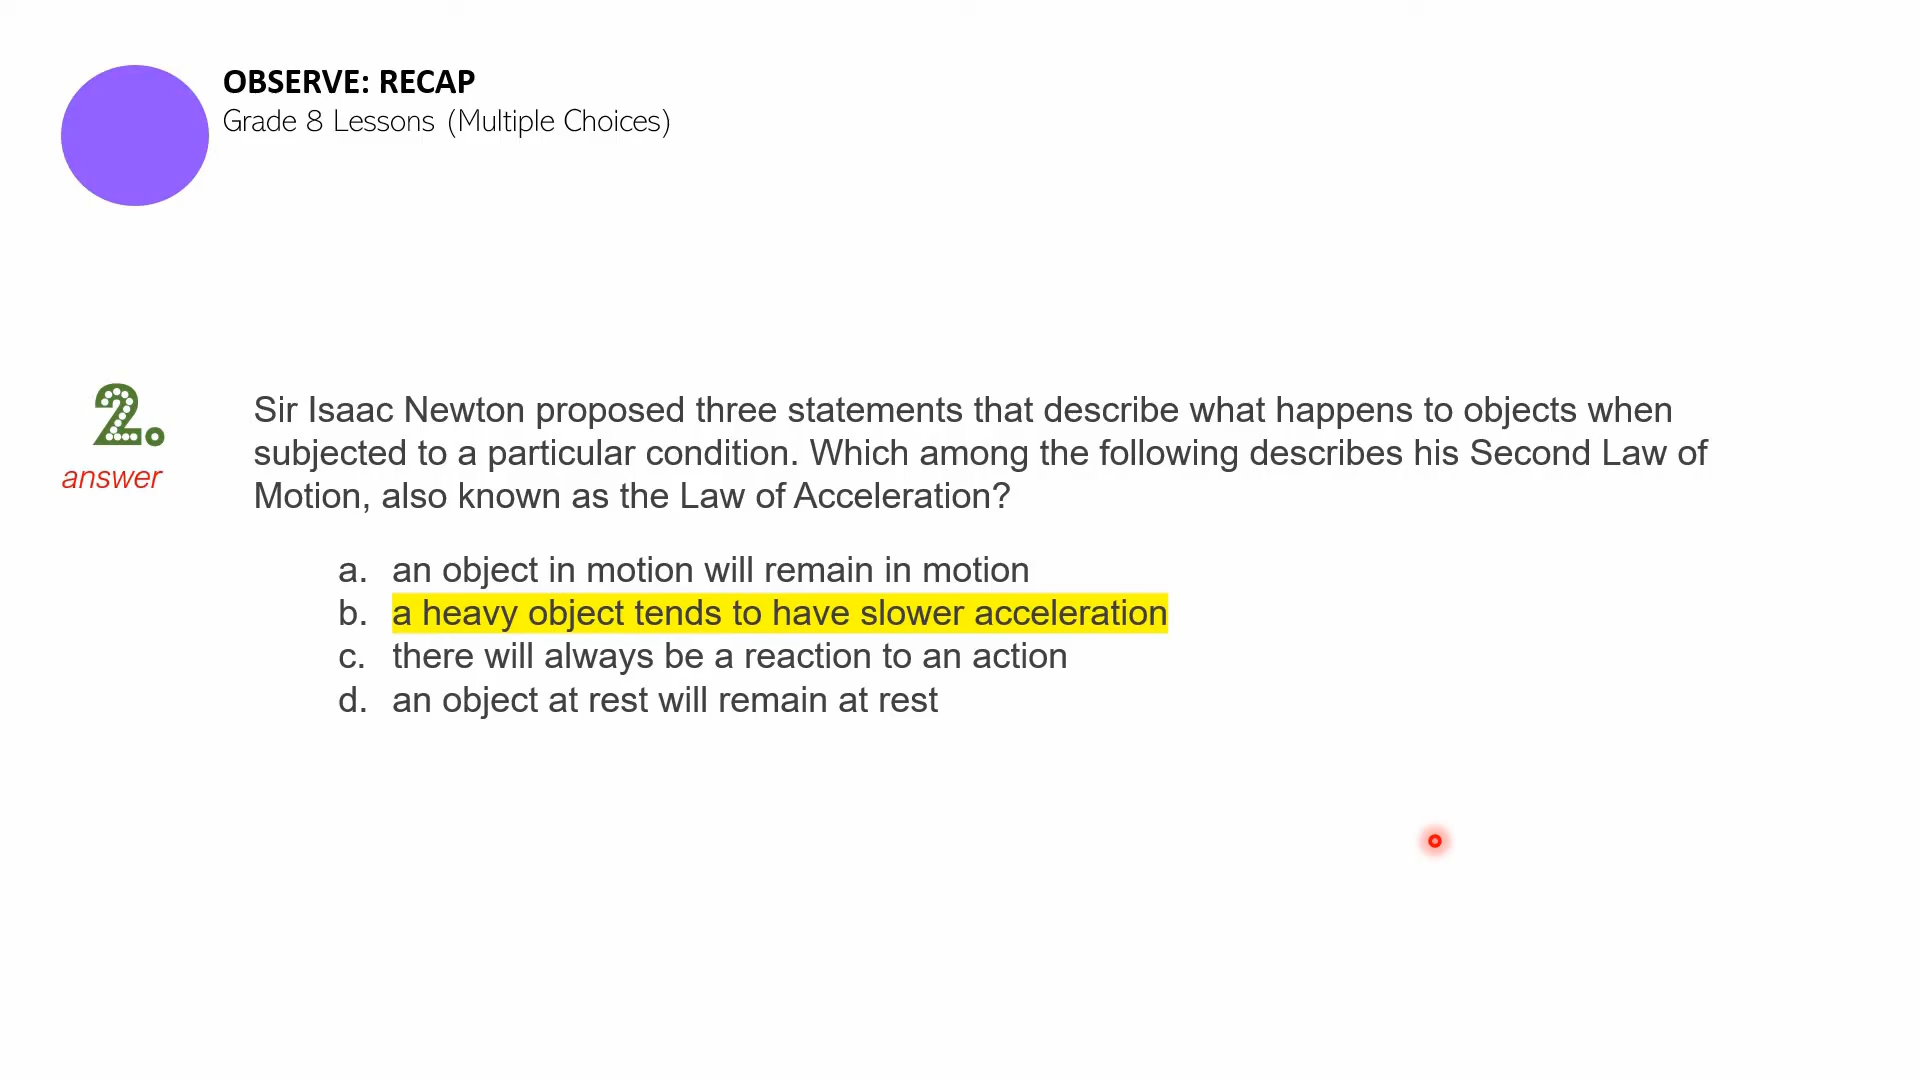 OBSERVE: RECAP
Grade 8 Lessons (Multiple Choices)
2.
answer
Sir Isaac Newton proposed three statements that describe what happens to objects when
subjected to a particular condition. Which among the following describes his Second Law of
Motion, also known as the Law of Acceleration?
a. an object in motion will remain in motion
b. a heavy object tends to have slower acceleration
c. there will always be a reaction to an action
d. an object at rest will remain at rest